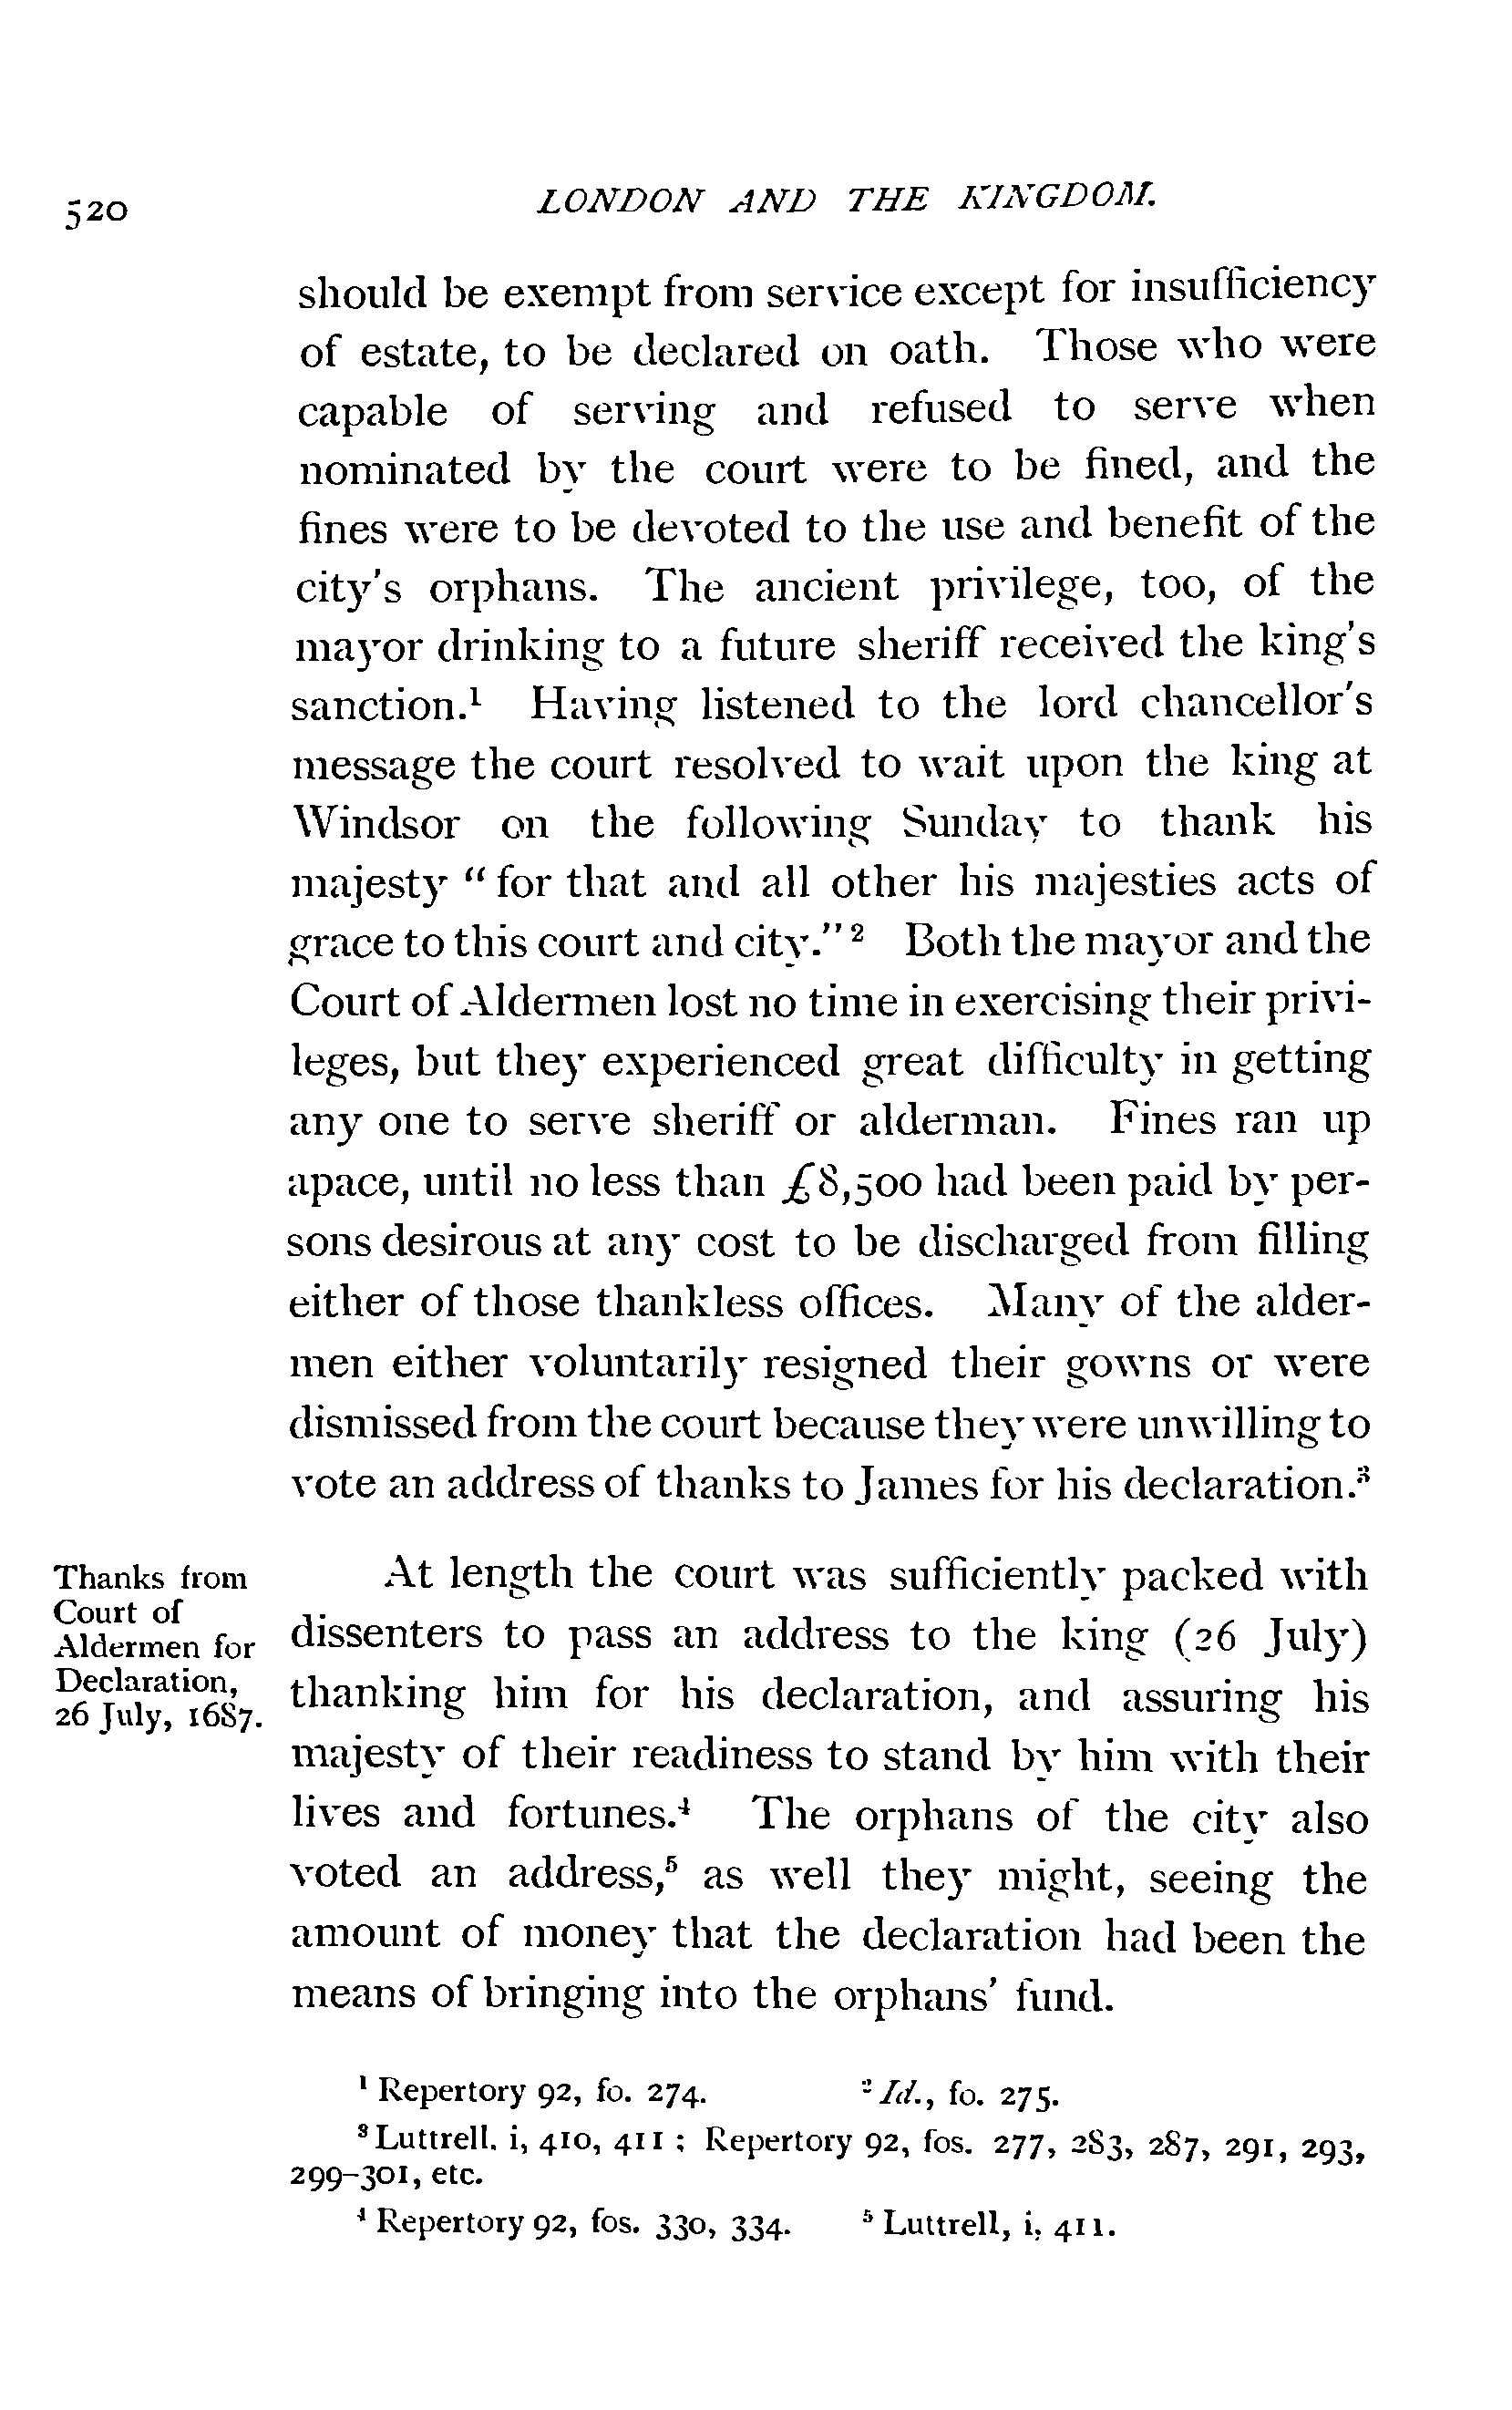 520
LONDON AND THE KINGDOM.
should be exempt from service except for insufficiency
of estate, to be declared on oath. Those who were
capable of serving and refused to serve when
nominated by the court were to be fined, and the
fines were to be devoted to the use and benefit of the
city's orphans. The ancient privilege, too, of the
mayor drinking to a future sheriff received the king's
sanction.¹ Having listened to the lord chancellor's
message the court resolved to wait upon the king at
Windsor on the following Sunday to thank his
majesty “for that and all other his majesties acts of
grace to this court and city.”² Both the mayor and the
Court of Aldermen lost no time in exercising their privi-
leges, but they experienced great difficulty in getting
any one to serve sheriff or alderman. Fines ran up
apace, until no less than £8,500 had been paid by per-
sons desirous at any cost to be discharged from filling
either of those thankless offices. Many of the alder-
men either voluntarily resigned their gowns or were
dismissed from the court because they were unwilling to
vote an address of thanks to James for his declaration.³
Thanks from
Court of
Aldermen for
Declaration,
26 July, 1687.
At length the court was sufficiently packed with
dissenters to pass an address to the king (26 July)
thanking him for his declaration, and assuring his
majesty of their readiness to stand by him with their
lives and fortunes.⁴ The orphans of the city also
voted an address,⁵ as well they might, seeing the
amount of money that the declaration had been the
means of bringing into the orphans' fund.
¹ Repertory 92, fo. 274. ² Id., fo. 275.
³ Luttrell. i, 410, 411 ; Repertory 92, fos. 277, 283, 287, 291, 293,
299–301, etc.
⁴ Repertory 92, fos. 330, 334. ⁵ Luttrell, i, 411.